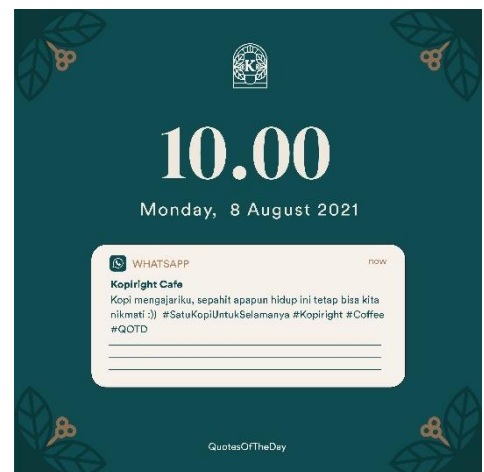 K
10.00
Monday, 8 August 2021
WHATSAPP
now
Kopiright Cafe
Kopi mengajariku, sepahit apapun hidup ini tetap bisa kita
nikmati :)) #SatuKopiUntukSelamanya #Kopiright #Coffee
#QOTD
QuotesOfTheDay